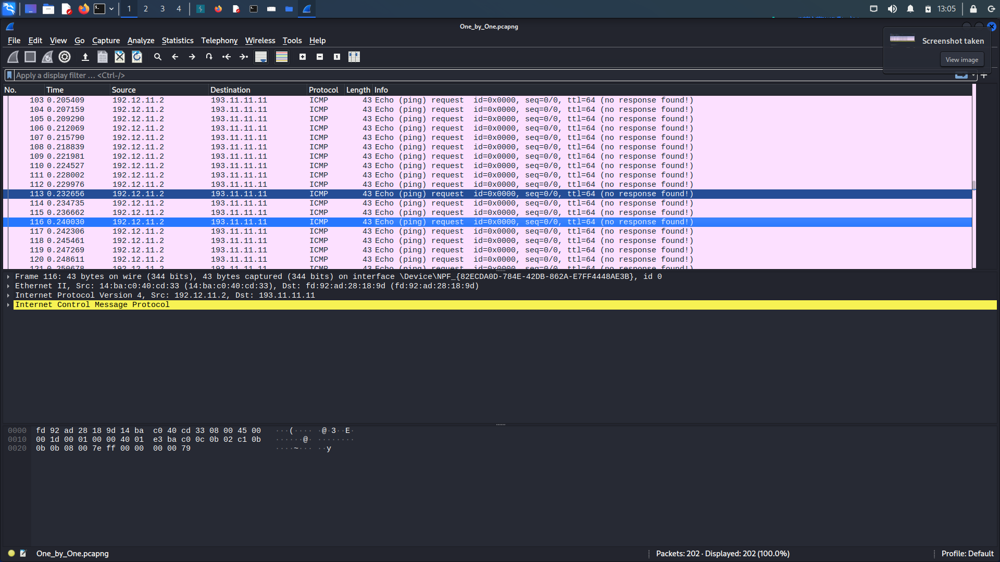 1 2 3 4 13:05
One_by_One.pcapng
File Edit View Go Capture Analyze Statistics Telephony Wireless Tools Help
Screenshot taken
View image
Apply a display filter … <Ctrl-/>
No. Time Source Destination Protocol Length Info
103 0.205409 192.12.11.2 193.11.11.11 ICMP 43 Echo (ping) request id=0x0000, seq=0/0, ttl=64 (no response found!)
104 0.207159 192.12.11.2 193.11.11.11 ICMP 43 Echo (ping) request id=0x0000, seq=0/0, ttl=64 (no response found!)
105 0.209290 192.12.11.2 193.11.11.11 ICMP 43 Echo (ping) request id=0x0000, seq=0/0, ttl=64 (no response found!)
106 0.212069 192.12.11.2 193.11.11.11 ICMP 43 Echo (ping) request id=0x0000, seq=0/0, ttl=64 (no response found!)
107 0.215790 192.12.11.2 193.11.11.11 ICMP 43 Echo (ping) request id=0x0000, seq=0/0, ttl=64 (no response found!)
108 0.218839 192.12.11.2 193.11.11.11 ICMP 43 Echo (ping) request id=0x0000, seq=0/0, ttl=64 (no response found!)
109 0.221981 192.12.11.2 193.11.11.11 ICMP 43 Echo (ping) request id=0x0000, seq=0/0, ttl=64 (no response found!)
110 0.224527 192.12.11.2 193.11.11.11 ICMP 43 Echo (ping) request id=0x0000, seq=0/0, ttl=64 (no response found!)
111 0.228002 192.12.11.2 193.11.11.11 ICMP 43 Echo (ping) request id=0x0000, seq=0/0, ttl=64 (no response found!)
112 0.229976 192.12.11.2 193.11.11.11 ICMP 43 Echo (ping) request id=0x0000, seq=0/0, ttl=64 (no response found!)
113 0.232656 192.12.11.2 193.11.11.11 ICMP 43 Echo (ping) request id=0x0000, seq=0/0, ttl=64 (no response found!)
114 0.234735 192.12.11.2 193.11.11.11 ICMP 43 Echo (ping) request id=0x0000, seq=0/0, ttl=64 (no response found!)
115 0.236662 192.12.11.2 193.11.11.11 ICMP 43 Echo (ping) request id=0x0000, seq=0/0, ttl=64 (no response found!)
116 0.240030 192.12.11.2 193.11.11.11 ICMP 43 Echo (ping) request id=0x0000, seq=0/0, ttl=64 (no response found!)
117 0.242306 192.12.11.2 193.11.11.11 ICMP 43 Echo (ping) request id=0x0000, seq=0/0, ttl=64 (no response found!)
118 0.245461 192.12.11.2 193.11.11.11 ICMP 43 Echo (ping) request id=0x0000, seq=0/0, ttl=64 (no response found!)
119 0.247269 192.12.11.2 193.11.11.11 ICMP 43 Echo (ping) request id=0x0000, seq=0/0, ttl=64 (no response found!)
120 0.248611 192.12.11.2 193.11.11.11 ICMP 43 Echo (ping) request id=0x0000, seq=0/0, ttl=64 (no response found!)
121 0.250678 192.12.11.2 193.11.11.11 ICMP 43 Echo (ping) request id=0x0000, seq=0/0, ttl=64 (no response found!)
Frame 116: 43 bytes on wire (344 bits), 43 bytes captured (344 bits) on interface \Device\NPF_{82ECDA0D-784E-42DB-862A-E7FF4448AE3B}, id 0
Ethernet II, Src: 14:ba:c0:40:cd:33 (14:ba:c0:40:cd:33), Dst: fd:92:ad:28:18:9d (fd:92:ad:28:18:9d)
Internet Protocol Version 4, Src: 192.12.11.2, Dst: 193.11.11.11
Internet Control Message Protocol
0000 fd 92 ad 28 18 9d 14 ba c0 40 cd 33 08 00 45 00 ···(···· ·@·3··E·
0010 00 1d 00 01 00 00 40 01 e3 ba c0 0c 0b 02 c1 0b ······@· ········
0020 0b 0b 08 00 7e ff 00 00 00 00 79 ····~··· ··y
One_by_One.pcapng Packets: 202 · Displayed: 202 (100.0%) Profile: Default